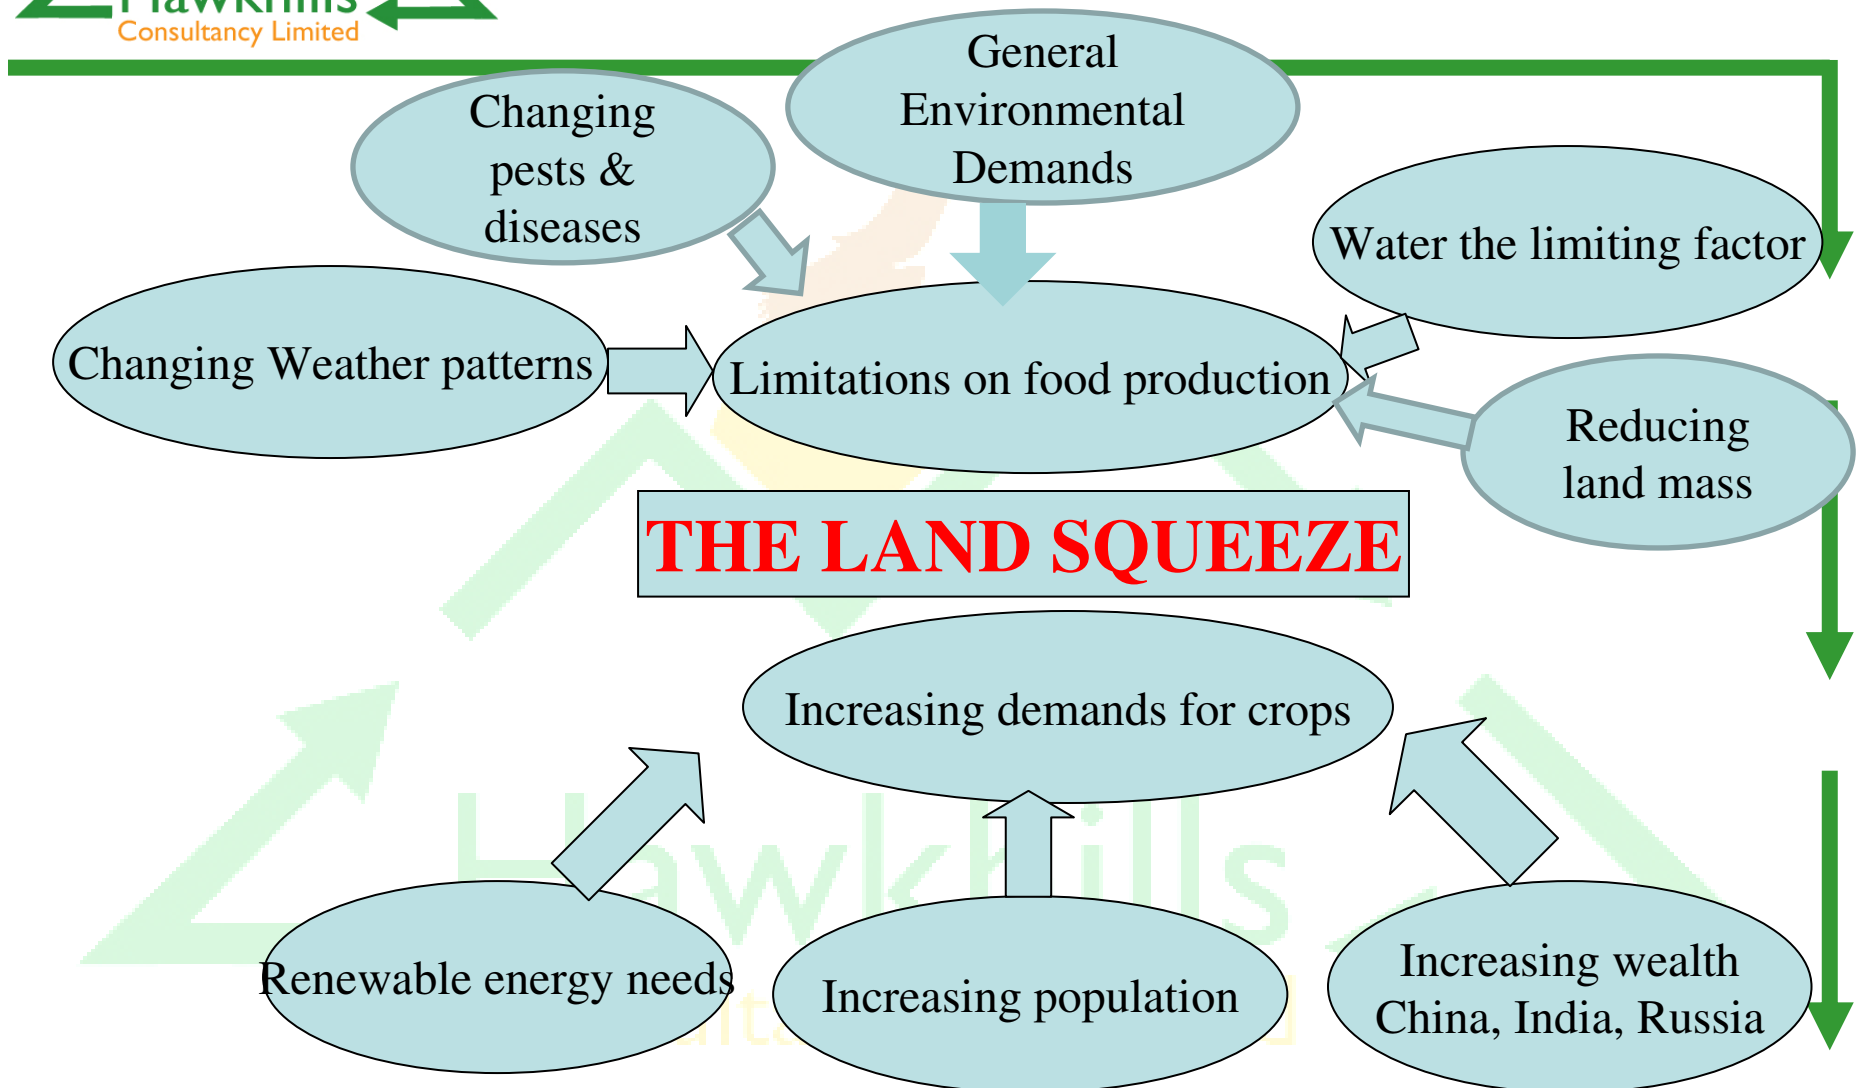 Hawkhills
Consultancy Limited
General
Environmental
Demands
Changing
pests &
diseases
Water the limiting factor
Changing Weather patterns
Limitations on food production
Reducing
land mass
THE LAND SQUEEZE
Increasing demands for crops
Hawkhills
Renewable energy needs
Increasing population
Increasing wealth
China, India, Russia